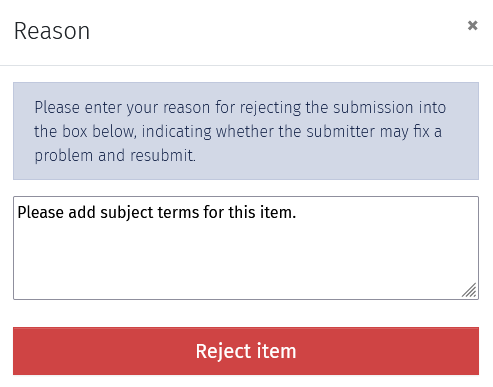 Reason
Please enter your reason for rejecting the submission into
the box below, indicating whether the submitter may fix a
problem and resubmit.
Please add subject terms for this item.
Reject item